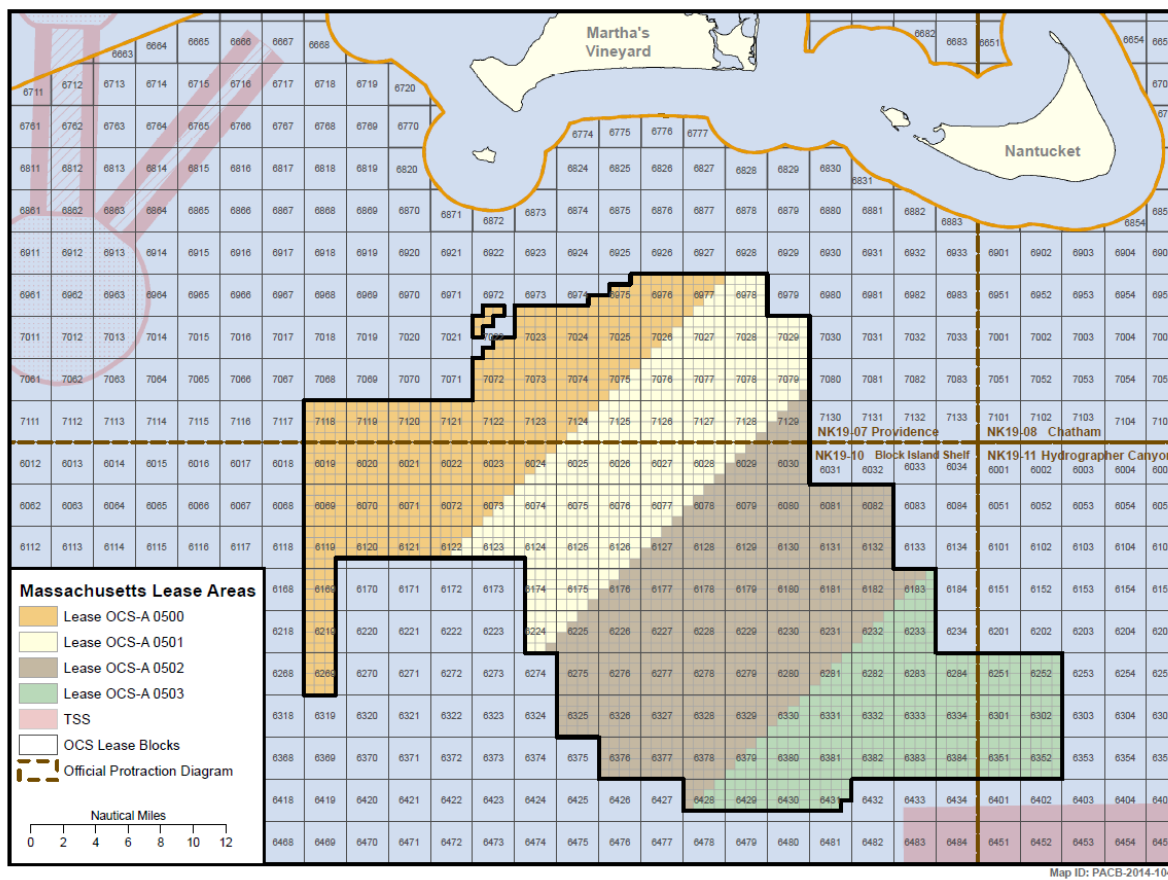 Martha's
Vineyard
6663 6664 6665 6666 6667 6668 6682 6683 6651 6654
6711 6712 6713 6714 6715 6716 6717 6718 6719 6720
6761 6762 6763 6764 6765 6766 6767 6768 6769 6770 6774 6775 6776 6777
Nantucket
6811 6812 6813 6814 6815 6816 6817 6818 6819 6820 6824 6825 6826 6827 6828 6829 6830 6831
6861 6862 6863 6864 6865 6866 6867 6868 6869 6870 6871 6872 6873 6874 6875 6876 6877 6878 6879 6880 6881 6882 6883 6854
6911 6912 6913 6914 6915 6916 6917 6918 6919 6920 6921 6922 6923 6924 6925 6926 6927 6928 6929 6930 6931 6932 6933 6901 6902 6903 6904
6961 6962 6963 6964 6965 6966 6967 6968 6969 6970 6971 6972 6973 6974 6975 6976 6977 6978 6979 6980 6981 6982 6983 6951 6952 6953 6954
7011 7012 7013 7014 7015 7016 7017 7018 7019 7020 7021 7022 7023 7024 7025 7026 7027 7028 7029 7030 7031 7032 7033 7001 7002 7003 7004
7061 7062 7063 7064 7065 7066 7067 7068 7069 7070 7071 7072 7073 7074 7075 7076 7077 7078 7079 7080 7081 7082 7083 7051 7052 7053 7054
7111 7112 7113 7114 7115 7116 7117 7118 7119 7120 7121 7122 7123 7124 7125 7126 7127 7128 7129 7130 7131 7132 7133 7101 7102 7103 7104
NK19-07 Providence NK19-08 Chatham
NK19-10 Block Island Shelf NK19-11 Hydrographer Canyon
6012 6013 6014 6015 6016 6017 6018 6019 6020 6021 6022 6023 6024 6025 6026 6027 6028 6029 6030 6031 6032 6033 6034 6001 6002 6003 6004
6062 6063 6064 6065 6066 6067 6068 6069 6070 6071 6072 6073 6074 6075 6076 6077 6078 6079 6080 6081 6082 6083 6084 6051 6052 6053 6054
6112 6113 6114 6115 6116 6117 6118 6119 6120 6121 6122 6123 6124 6125 6126 6127 6128 6129 6130 6131 6132 6133 6134 6101 6102 6103 6104
6168 6169 6170 6171 6172 6173 6174 6175 6176 6177 6178 6179 6180 6181 6182 6183 6184 6151 6152 6153 6154
6218 6219 6220 6221 6222 6223 6224 6225 6226 6227 6228 6229 6230 6231 6232 6233 6234 6201 6202 6203 6204
6268 6269 6270 6271 6272 6273 6274 6275 6276 6277 6278 6279 6280 6281 6282 6283 6284 6251 6252 6253 6254
6318 6319 6320 6321 6322 6323 6324 6325 6326 6327 6328 6329 6330 6331 6332 6333 6334 6301 6302 6303 6304
6368 6369 6370 6371 6372 6373 6374 6375 6376 6377 6378 6379 6380 6381 6382 6383 6384 6351 6352 6353 6354
6418 6419 6420 6421 6422 6423 6424 6425 6426 6427 6428 6429 6430 6431 6432 6433 6434 6401 6402 6403 6404
6468 6469 6470 6471 6472 6473 6474 6475 6476 6477 6478 6479 6480 6481 6482 6483 6484 6451 6452 6453 6454
Massachusetts Lease Areas
Lease OCS-A 0500
Lease OCS-A 0501
Lease OCS-A 0502
Lease OCS-A 0503
TSS
OCS Lease Blocks
Official Protraction Diagram
Nautical Miles
0 2 4 6 8 10 12
Map ID: PACB-2014-10